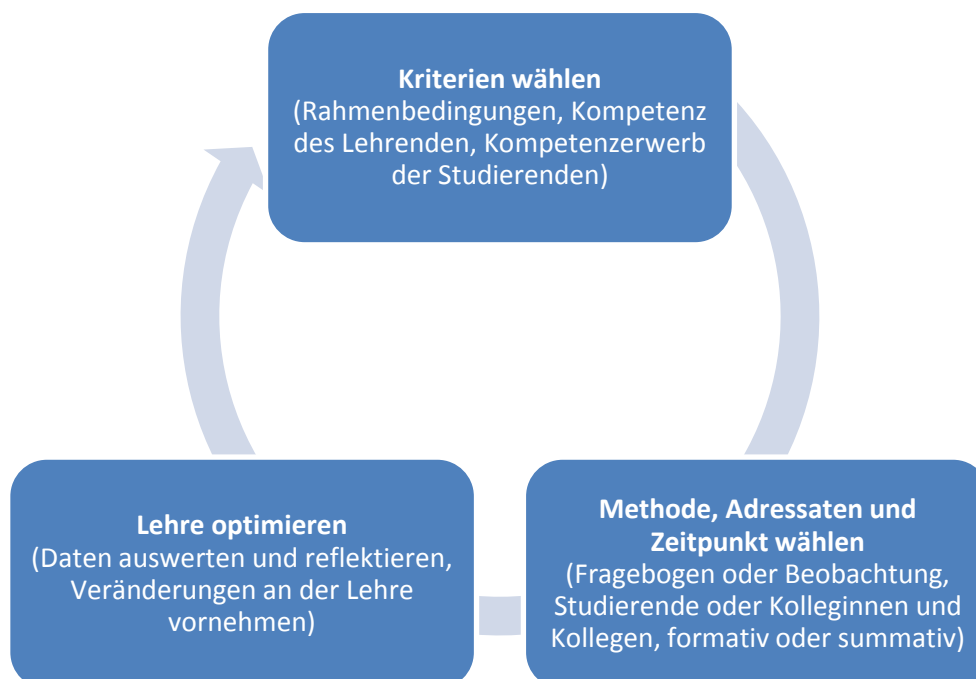 Kriterien wählen
(Rahmenbedingungen, Kompetenz
des Lehrenden, Kompetenzerwerb
der Studierenden)
Methode, Adressaten und
Zeitpunkt wählen
(Fragebogen oder Beobachtung,
Studierende oder Kolleginnen und
Kollegen, formativ oder summativ)
Lehre optimieren
(Daten auswerten und reflektieren,
Veränderungen an der Lehre
vornehmen)